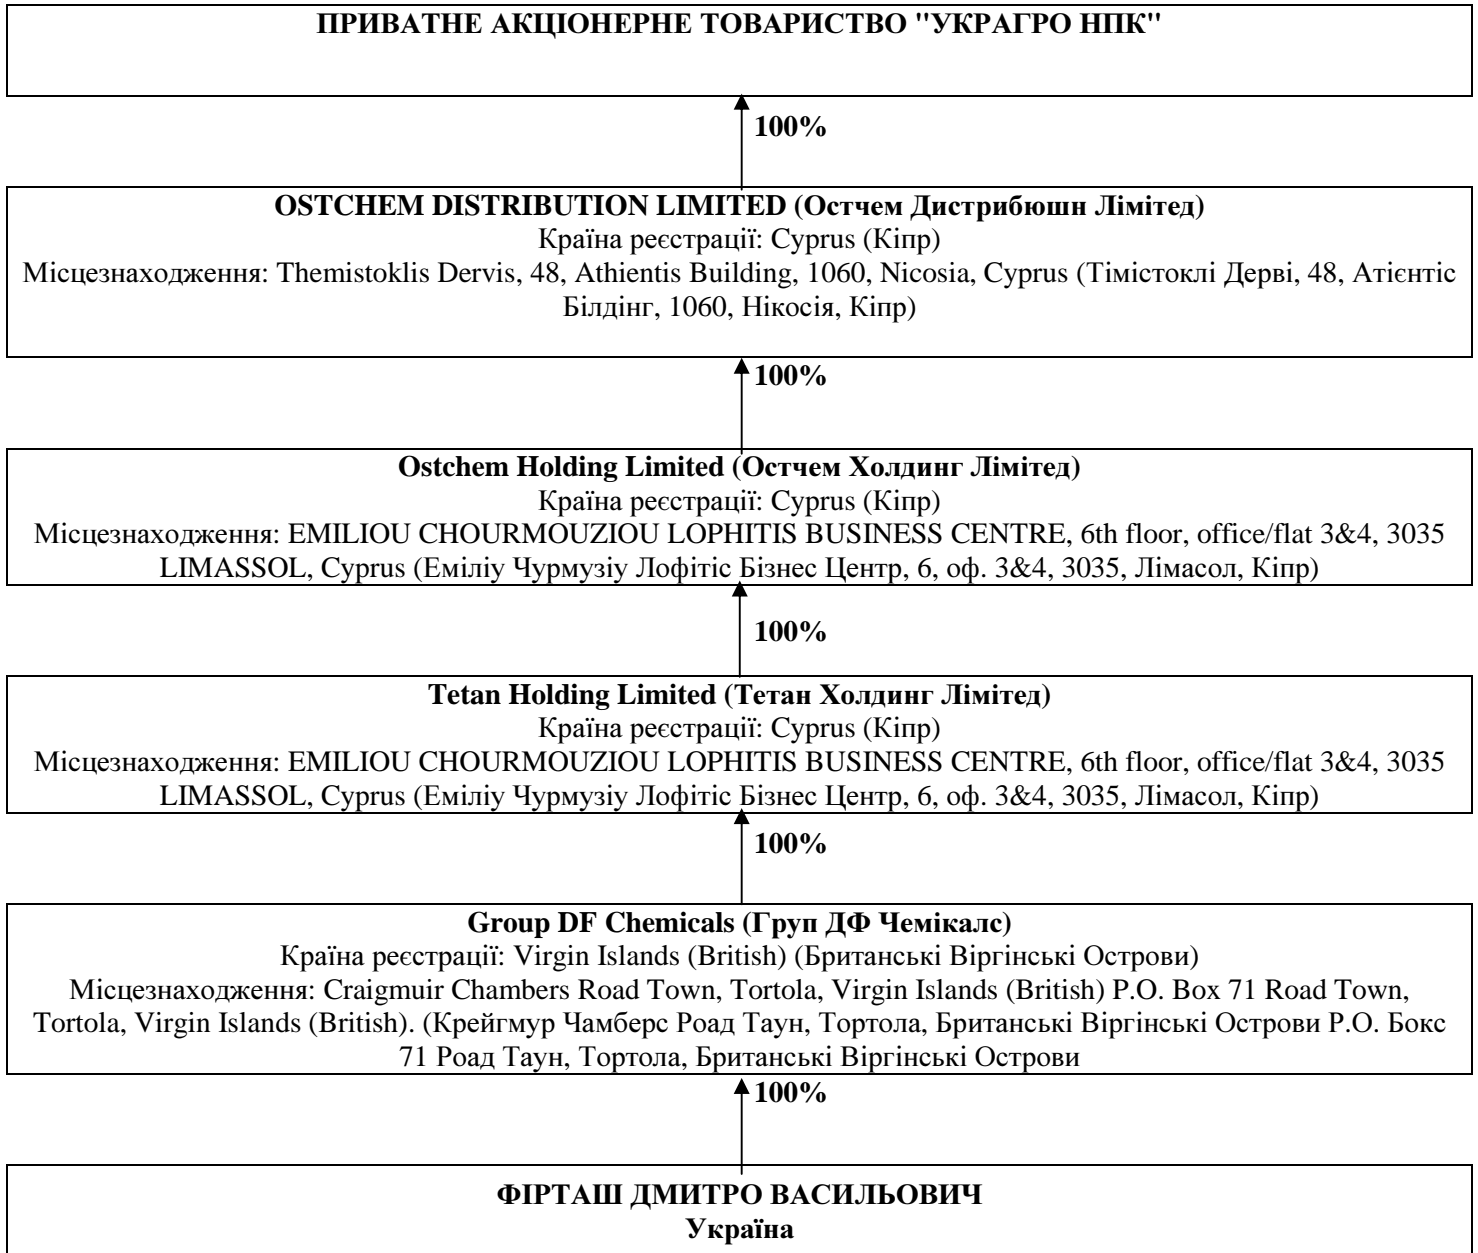 ПРИВАТНЕ АКЦІОНЕРНЕ ТОВАРИСТВО "УКРАГРО НПК"
100%
OSTCHEM DISTRIBUTION LIMITED (Остчем Дистрибюшн Лімітед)
Країна реєстрації: Cyprus (Кіпр)
Місцезнаходження: Themistoklis Dervis, 48, Athientis Building, 1060, Nicosia, Cyprus (Тімістоклі Дерві, 48, Атієнтіс
Білдінг, 1060, Нікосія, Кіпр)
100%
Ostchem Holding Limited (Остчем Холдинг Лімітед)
Країна реєстрації: Cyprus (Кіпр)
Місцезнаходження: EMILIOU CHOURMOUZIOU LOPHITIS BUSINESS CENTRE, 6th floor, office/flat 3&4, 3035
LIMASSOL, Cyprus (Еміліу Чурмузіу Лофітіс Бізнес Центр, 6, оф. 3&4, 3035, Лімасол, Кіпр)
100%
Tetan Holding Limited (Тетан Холдинг Лімітед)
Країна реєстрації: Cyprus (Кіпр)
Місцезнаходження: EMILIOU CHOURMOUZIOU LOPHITIS BUSINESS CENTRE, 6th floor, office/flat 3&4, 3035
LIMASSOL, Cyprus (Еміліу Чурмузіу Лофітіс Бізнес Центр, 6, оф. 3&4, 3035, Лімасол, Кіпр)
100%
Group DF Chemicals (Груп ДФ Чемікалс)
Країна реєстрації: Virgin Islands (British) (Британські Віргінські Острови)
Місцезнаходження: Craigmuir Chambers Road Town, Tortola, Virgin Islands (British) P.O. Box 71 Road Town,
Tortola, Virgin Islands (British). (Крейгмур Чамберс Роад Таун, Тортола, Британські Віргінські Острови Р.О. Бокс
71 Роад Таун, Тортола, Британські Віргінські Острови
100%
ФІРТАШ ДМИТРО ВАСИЛЬОВИЧ
Україна